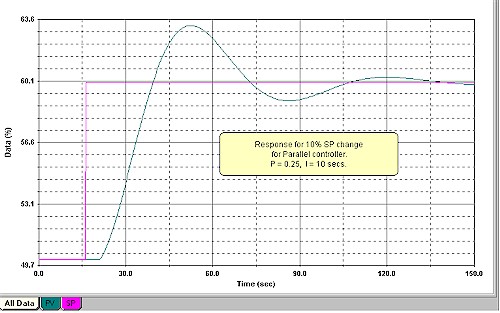 63.6
60.1
56.6
53.1
49.7
Data (%)
Response for 10% SP change
for Parallel controller.
P = 0.25, I = 10 secs.
0.0 30.0 60.0 90.0 120.0 150.0
Time (sec)
All Data PV SP